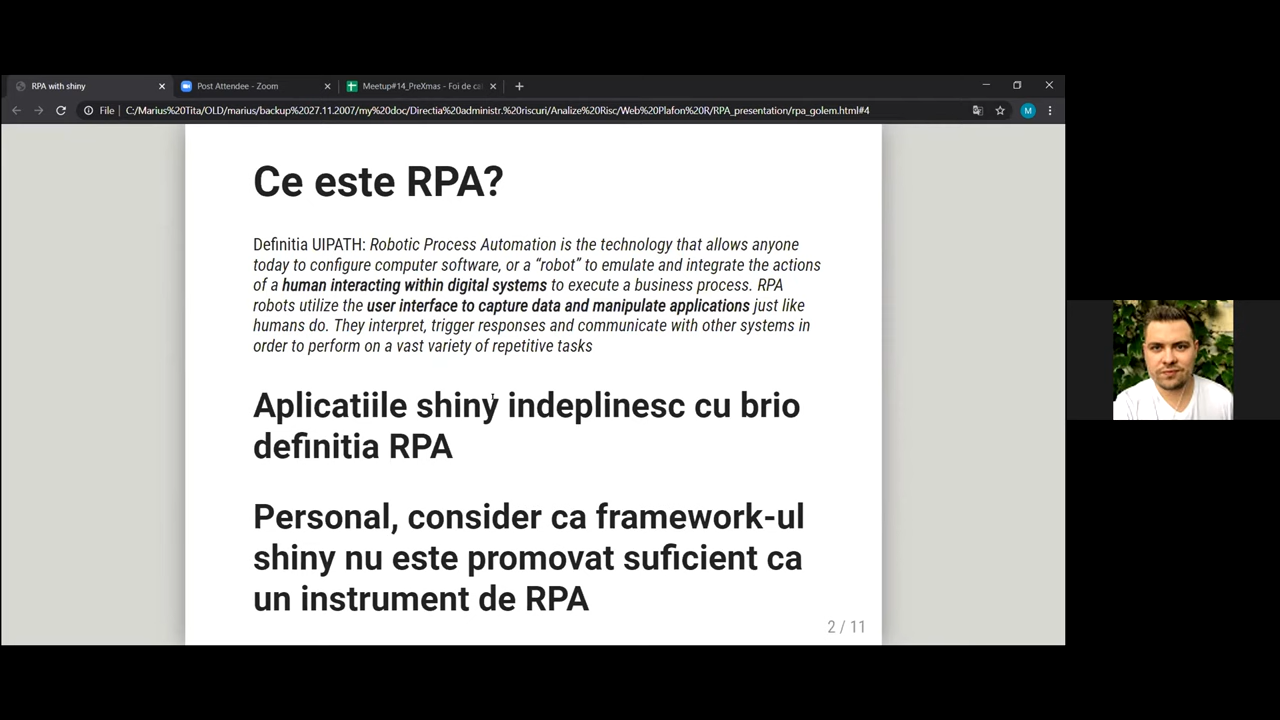 RPA with shiny
Post Attendee - Zoom
Meetup#14_PreXmas - Foi de cal
File
C:/Marius%20Tita/OLD/marius/backup%2027.11.2007/my%20doc/Directia%20administr.%20riscuri/Analize%20Risc/Web%20Plafon%20R/RPA_presentation/rpa_golem.html#4
M
Ce este RPA?
Definitia UIPATH: Robotic Process Automation is the technology that allows anyone
today to configure computer software, or a “robot” to emulate and integrate the actions
of a human interacting within digital systems to execute a business process. RPA
robots utilize the user interface to capture data and manipulate applications just like
humans do. They interpret, trigger responses and communicate with other systems in
order to perform on a vast variety of repetitive tasks
Aplicatiile shiny indeplinesc cu brio
definitia RPA
Personal, consider ca framework-ul
shiny nu este promovat suficient ca
un instrument de RPA
2 / 11